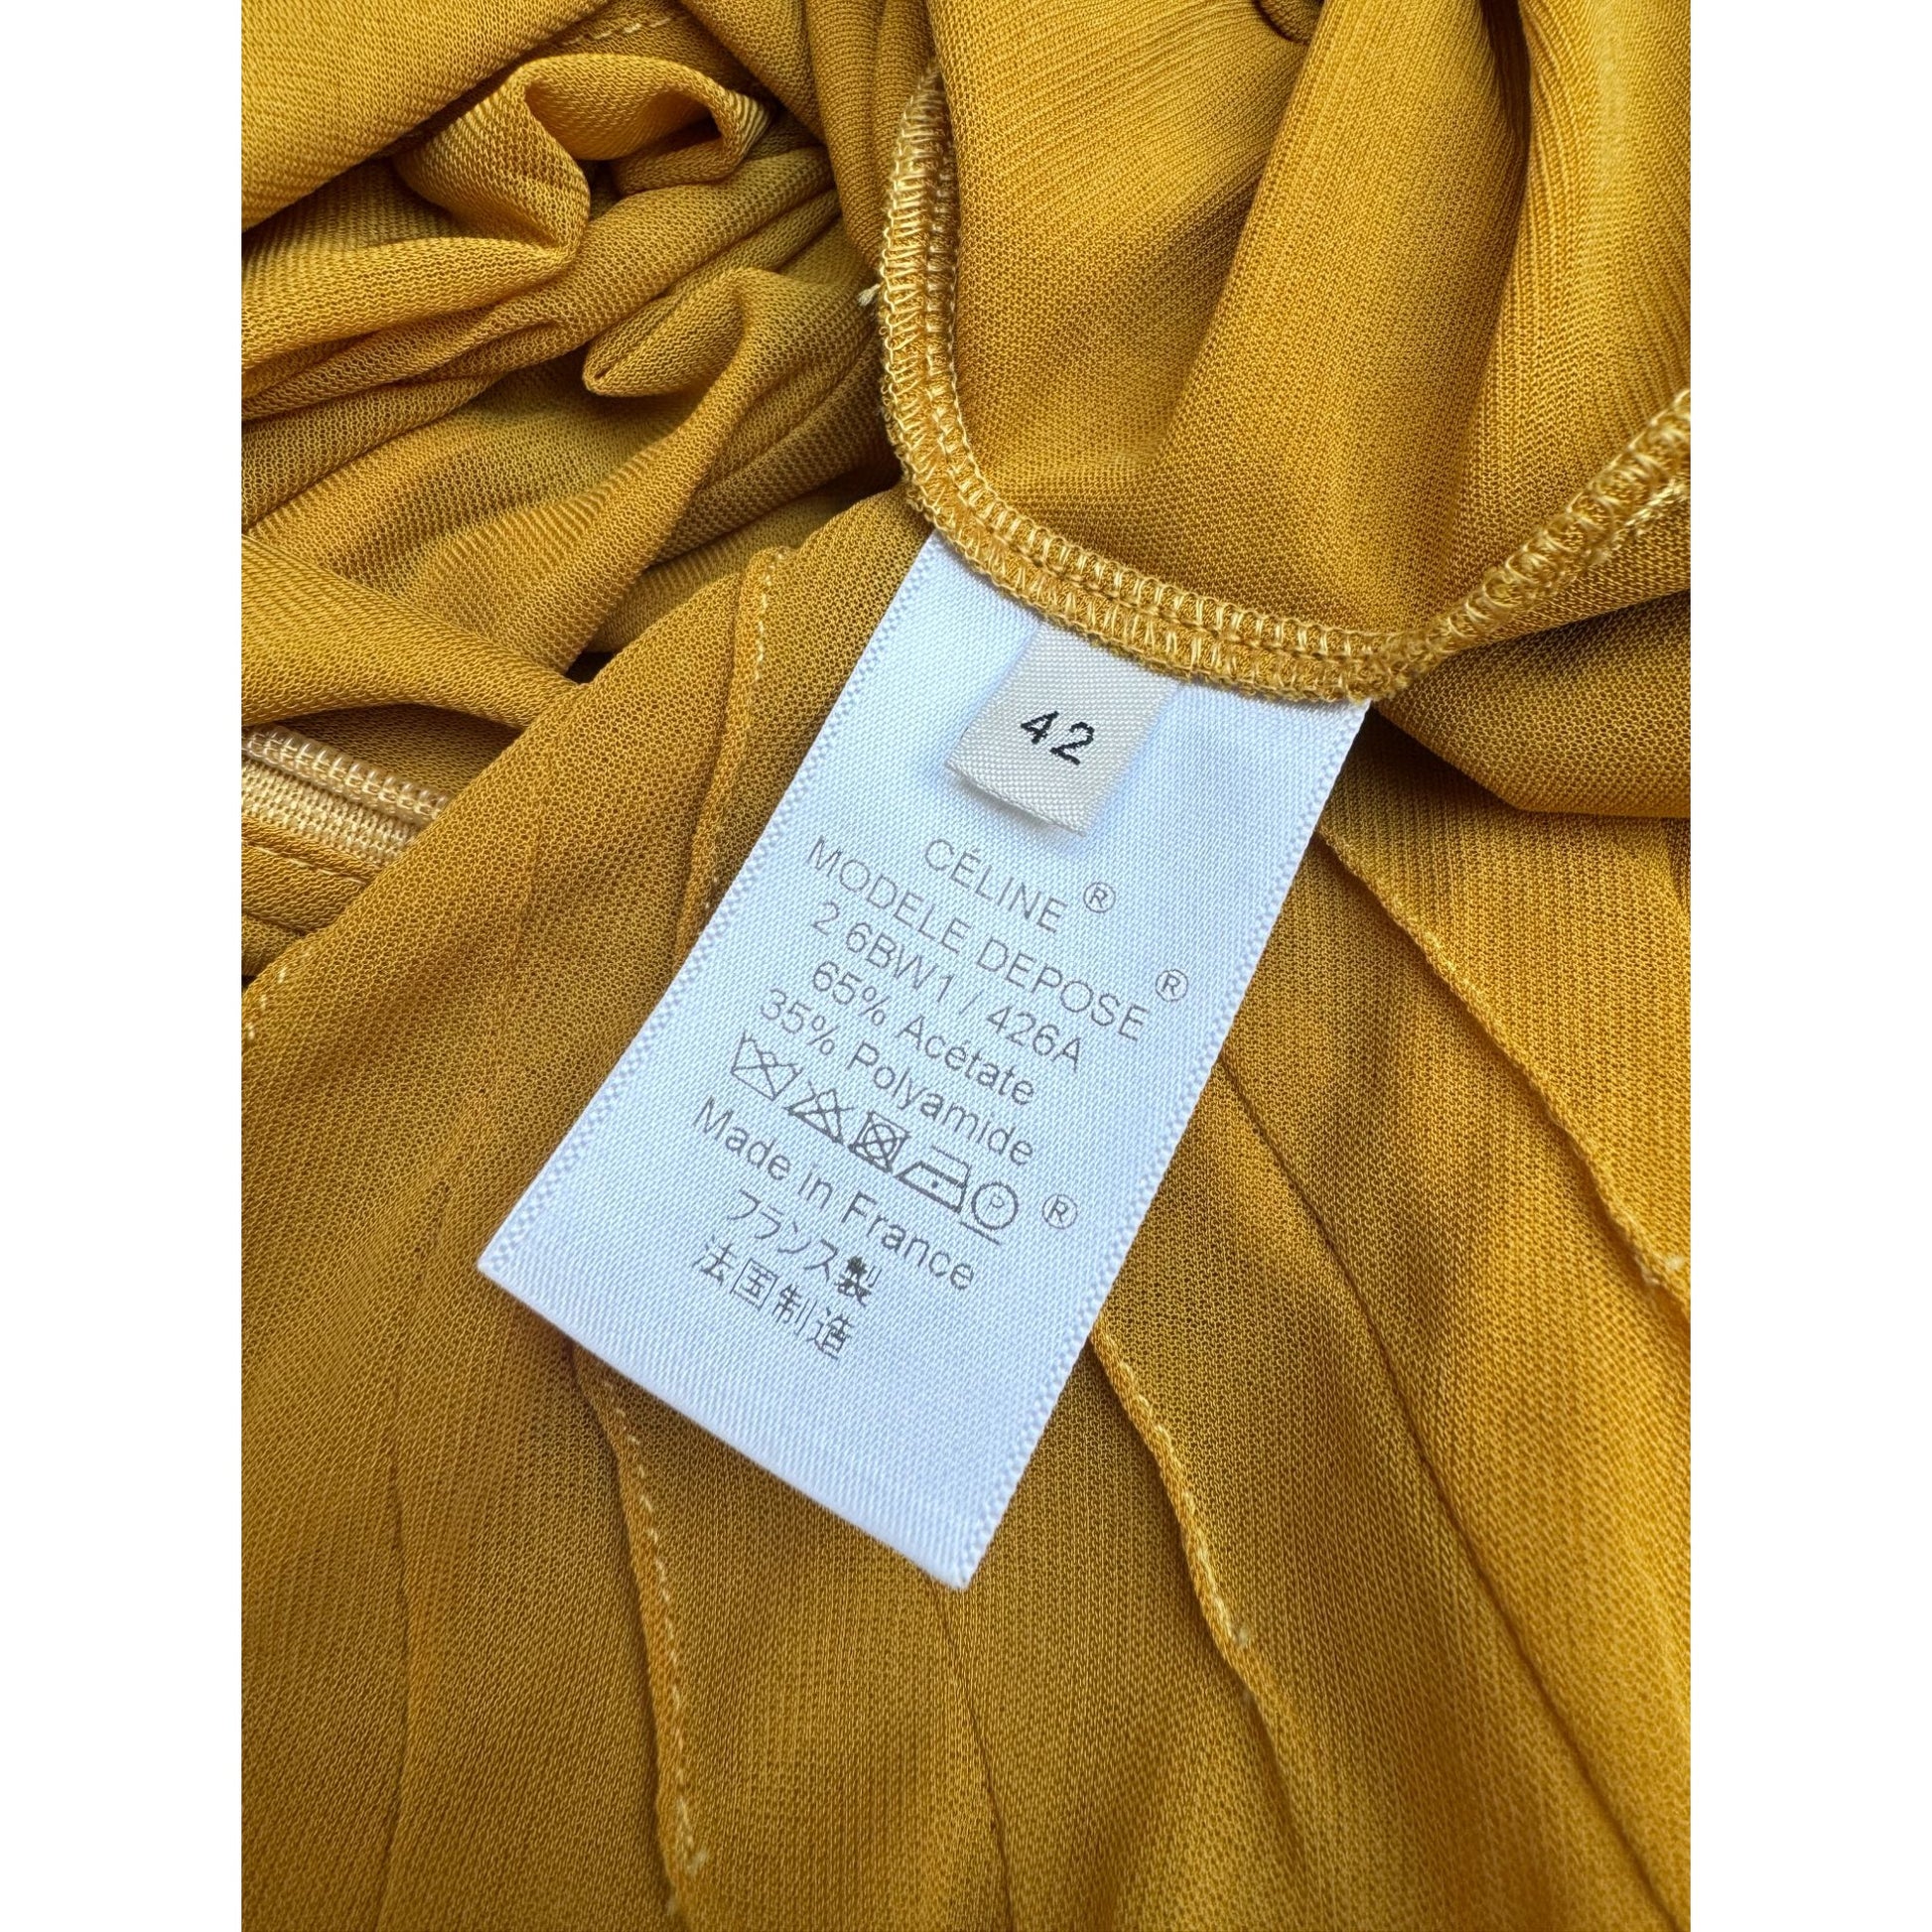 42
CÉLINE ®
MODELE DEPOSE ®
2 6BW1 / 426A
65% Acétate
35% Polyamide
P ®
Made in France
フランス製
法国制造